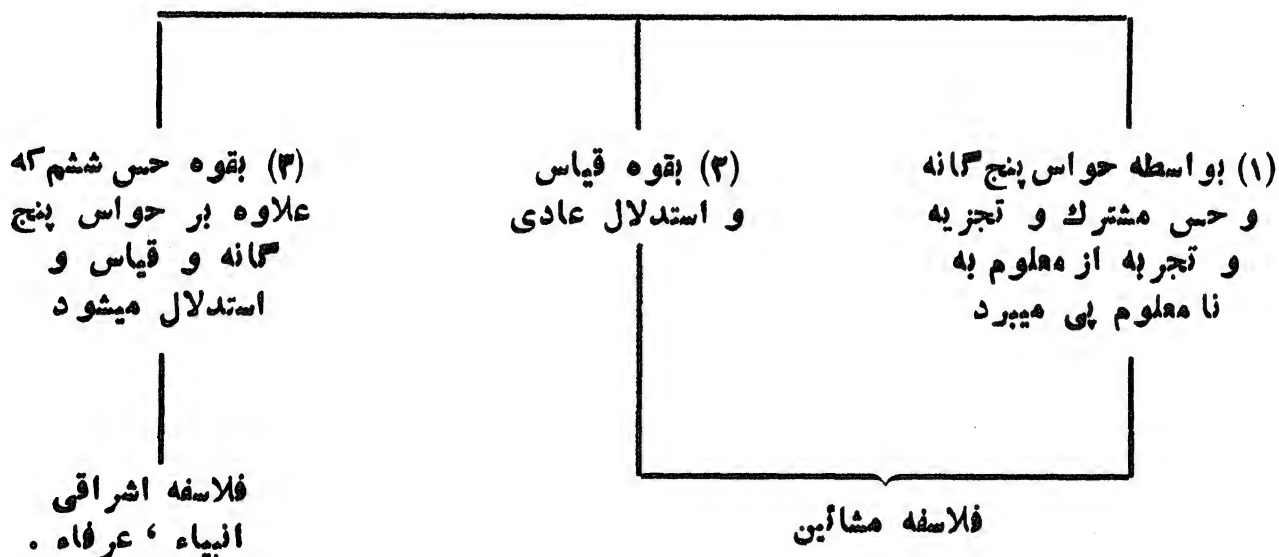 (۱) بواسطه حواس پنج گانه
و حس مشترك و تجزیه
و تجربه از معلوم به
نا معلوم پی میبرد
(۲) بقوه قیاس
و استدلال عادی
(۳) بقوه حس ششم که
علاوه بر حواس پنج
گانه و قیاس و
استدلال میشود
فلاسفه مشائین
فلاسفه اشراقی
انبیاء ، عرفاء .